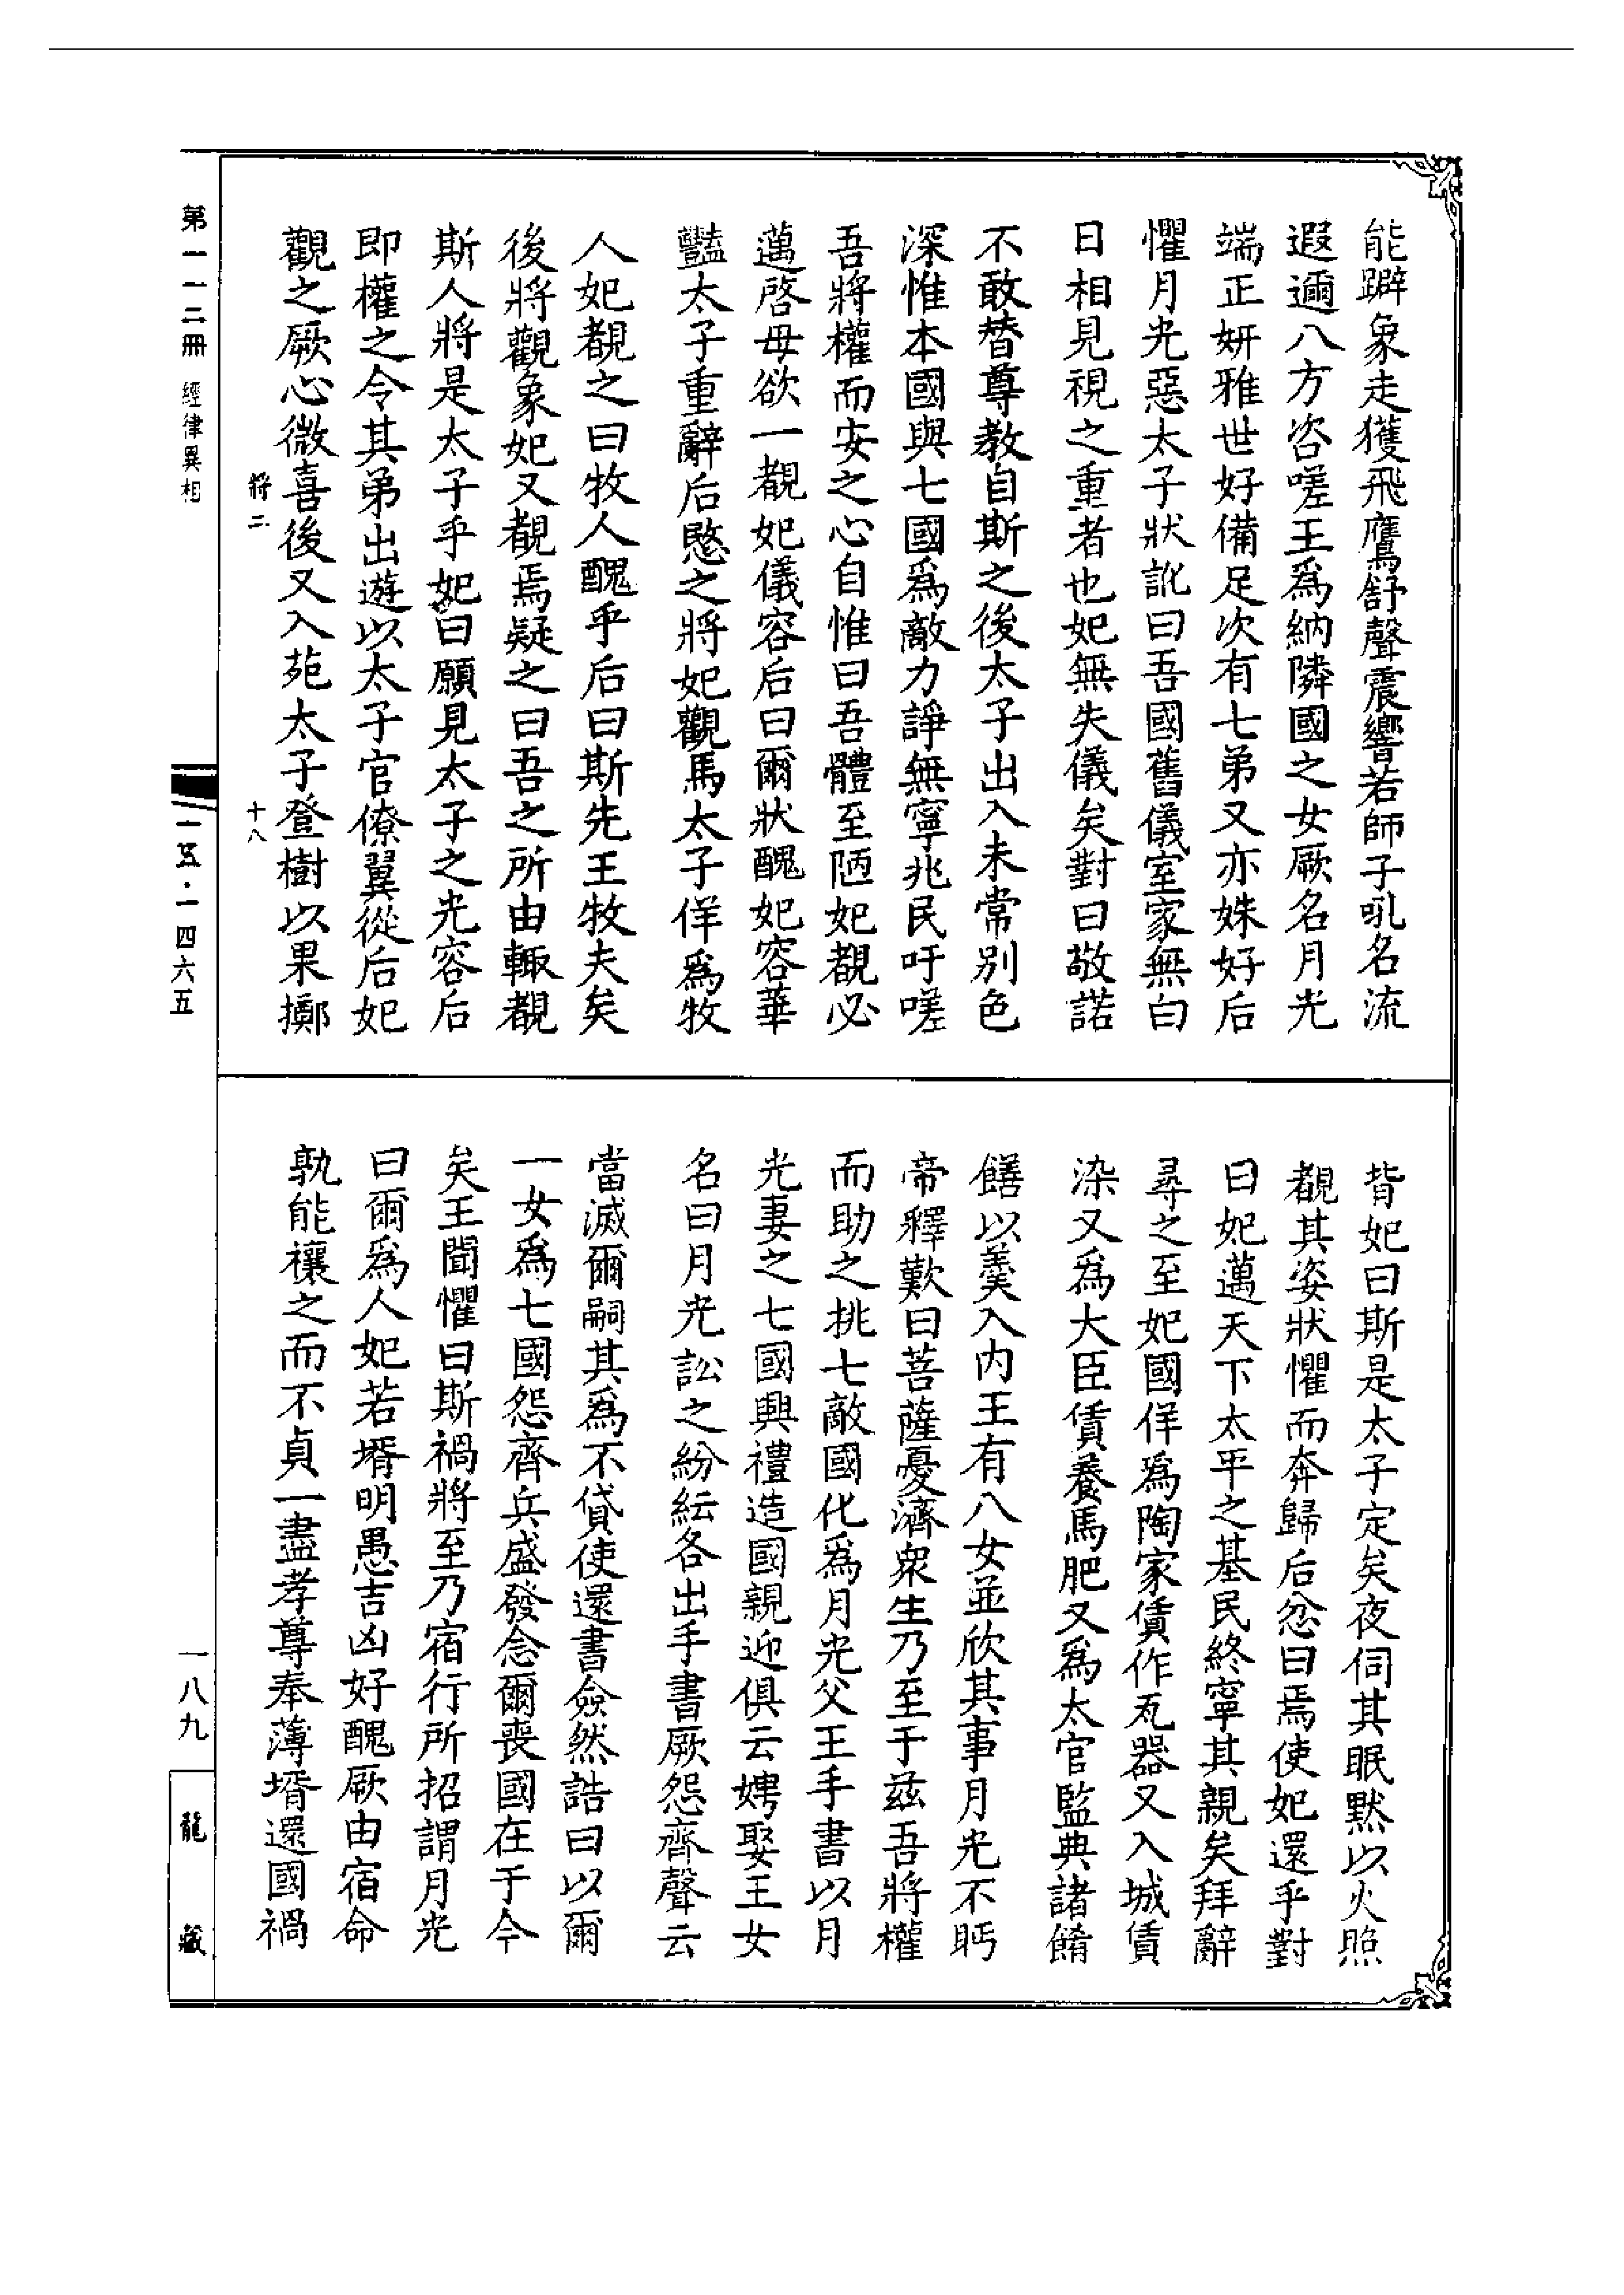 能躃象走獲飛鷹舒聲震響若師子吼名流
遐邇八方咨嗟王爲納隣國之女厥名月光
端正妍雅世好備足次有七弟又亦姝好后
懼月光惡太子狀訛曰吾國舊儀室家無白
日相見視之重者也妃無失儀矣對曰敬諾
不敢替尊教自斯之後太子出入未常別色
深惟本國與七國爲敵力諍無寧兆民吁嗟
吾將權而安之心自惟曰吾體至陋妃覩必
邁啓母欲一覩妃儀容后曰爾狀醜妃容華
豔太子重辭后愍之將妃觀馬太子佯爲牧
人妃覩之曰牧人醜乎后曰斯先王牧夫矣
後將觀象妃又覩焉疑之曰吾之所由輙覩
斯人將是太子乎妃曰願見太子之光容后
即權之令其弟出遊以太子官僚翼從后妃
觀之厥心微喜後又入苑太子登樹以果擲
背妃曰斯是太子定矣夜伺其眠默以火照
覩其姿狀懼而奔歸后忿曰焉使妃還乎對
曰妃邁天下太平之基民終寧其親矣拜辭
尋之至妃國佯爲陶家賃作瓦器又入城賃
染又爲大臣賃養馬肥又爲太官監典諸餚
饍以羹入內王有八女並欣其事月光不眄
帝釋歎曰菩薩憂濟衆生乃至于茲吾將權
而助之挑七敵國化爲月光父王手書以月
光妻之七國興禮造國親迎俱云娉娶王女
名曰月光訟之紛紜各出手書厥怨齊聲云
當滅爾嗣其爲不貸使還書僉然誥曰以爾
一女爲七國怨齊兵盛發念爾喪國在于今
矣王聞懼曰斯禍將至乃宿行所招謂月光
曰爾爲人妃若壻明愚吉凶好醜厥由宿命
孰能禳之而不貞一盡孝尊奉薄壻還國禍
將二
十八
第一一二冊 經律異相
一五·一四六五
一八九
龍藏